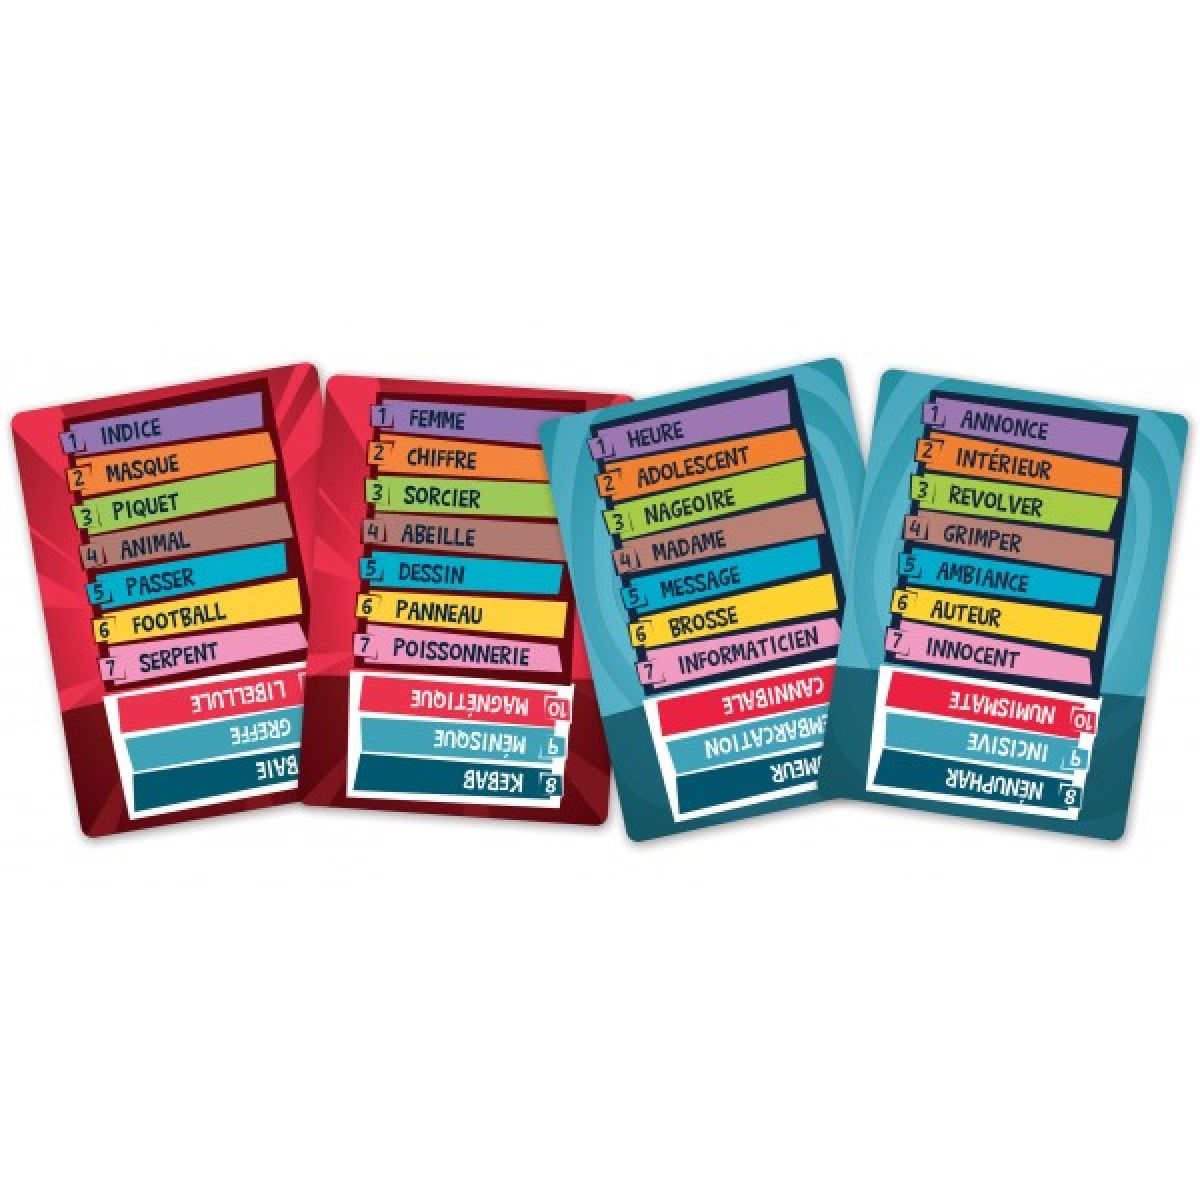 1 INDICE
2 MASQUE
3 PIQUET
4 ANIMAL
5 PASSER
6 FOOTBALL
7 SERPENT
LIBELLULE
GREFFE
BAIE
1 FEMME
2 CHIFFRE
3 SORCIER
4 ABEILLE
5 DESSIN
6 PANNEAU
7 POISSONNERIE
10 MAGNÉTIQUE
9 MÉNISQUE
8 KEBAB
1 HEURE
2 ADOLESCENT
3 NAGEOIRE
4 MADAME
5 MESSAGE
6 BROSSE
7 INFORMATICIEN
CANNIBALE
MBARCATION
MEUR
1 ANNONCE
2 INTÉRIEUR
3 REVOLVER
4 GRIMPER
5 AMBIANCE
6 AUTEUR
7 INNOCENT
10 NUMISMATE
9 INCISIVE
8 NÉNUPHAR